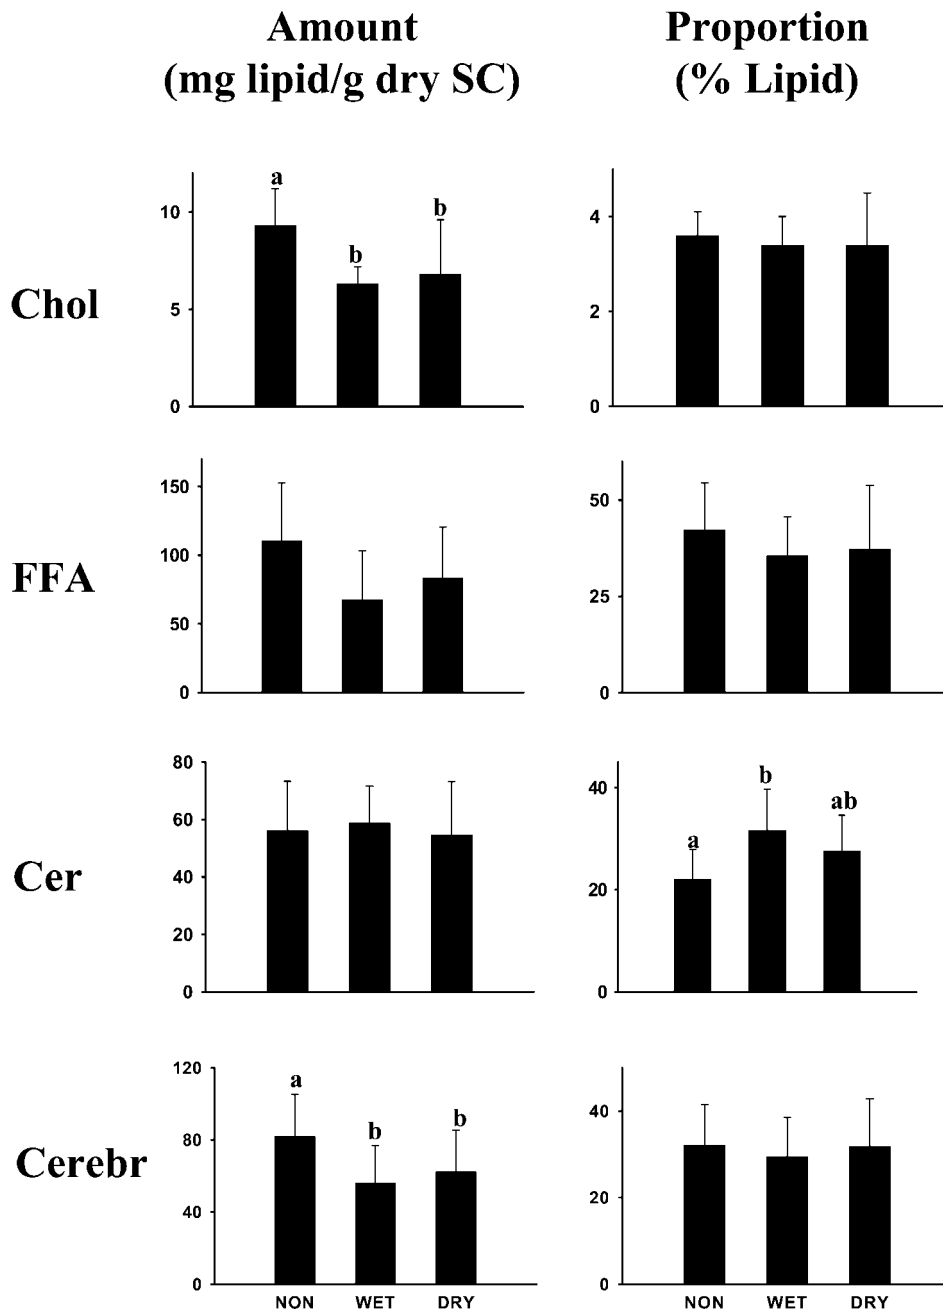 Amount
(mg lipid/g dry SC)
Proportion
(% Lipid)
Chol
10
5
0
a
b
b
4
2
0
FFA
150
100
50
0
50
25
0
Cer
80
60
40
20
0
40
20
0
a
b
ab
Cerebr
120
80
40
0
a
b
b
NON WET DRY
40
20
0
NON WET DRY